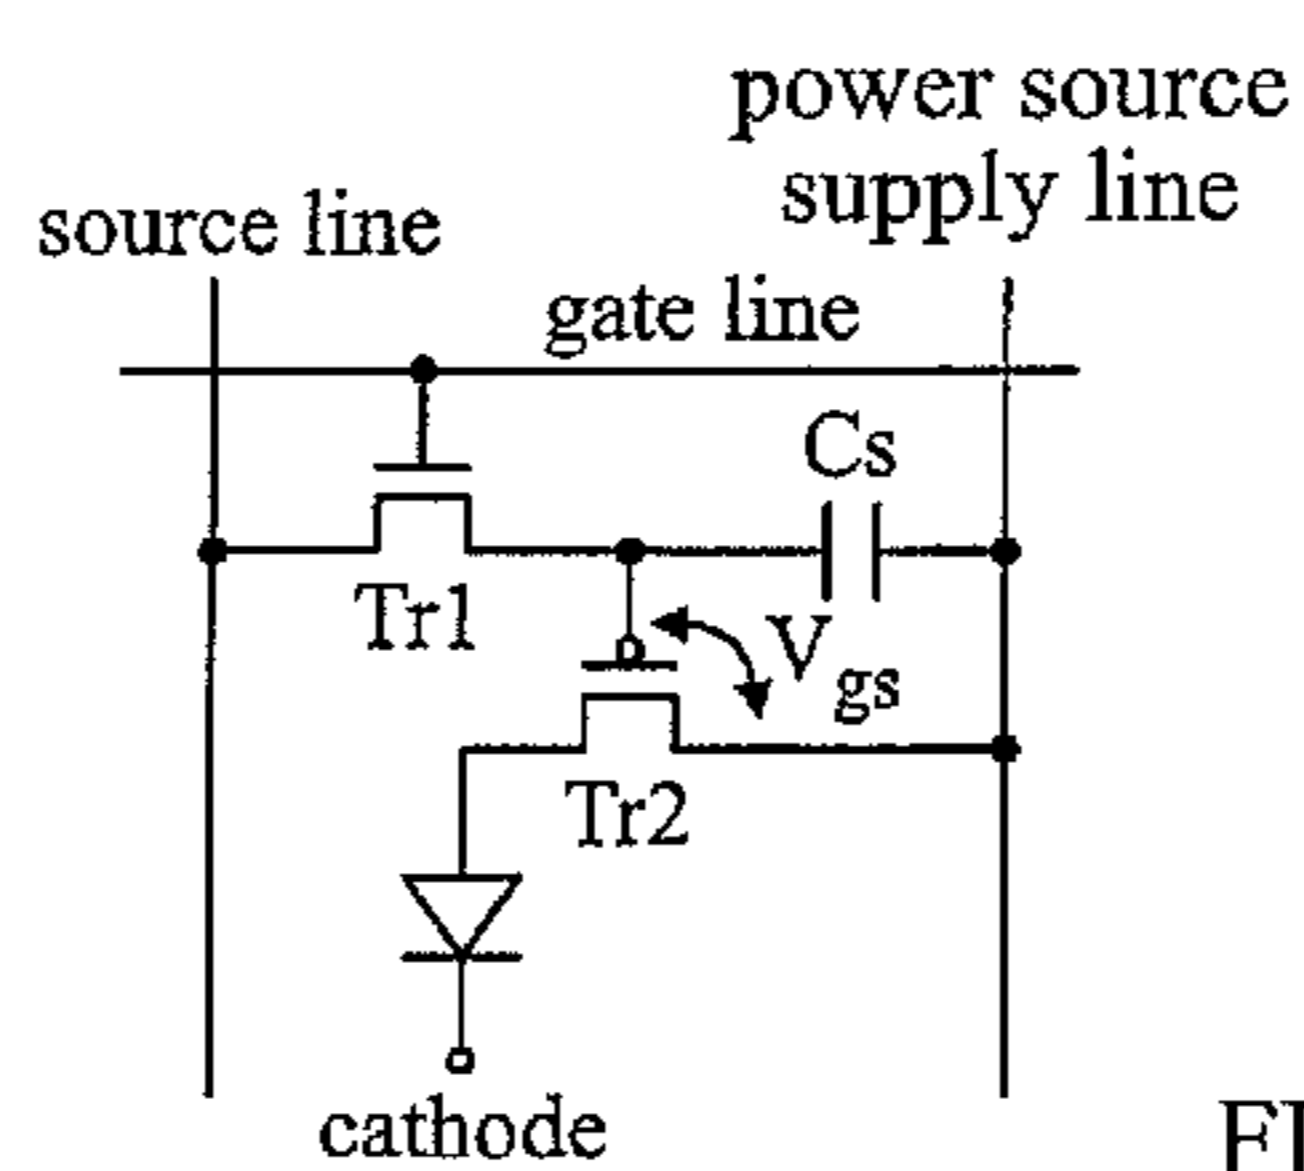 power source
supply line
source line
gate line
Cs
Tr1
Vgs
Tr2
cathode